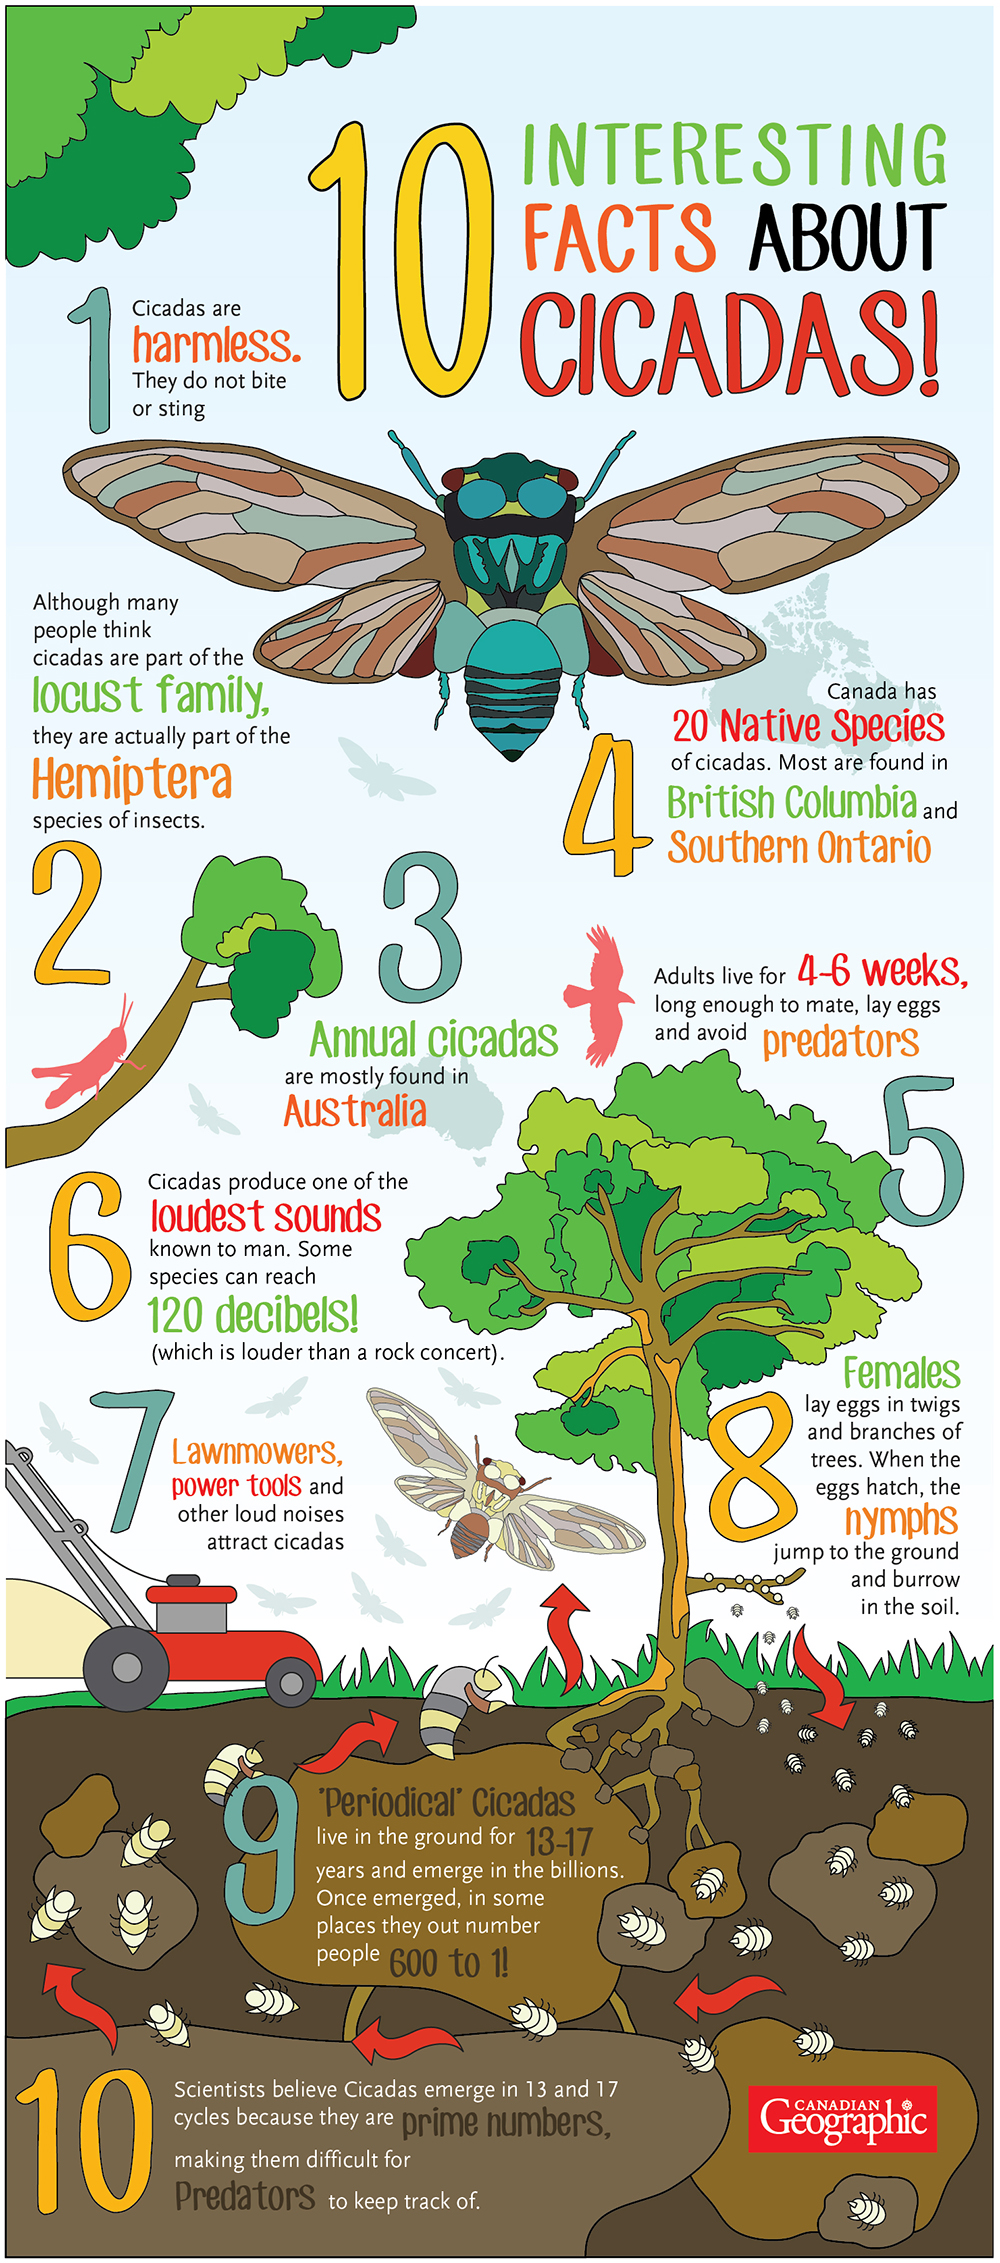 10
INTERESTING
FACTS ABOUT
CICADAS!
1
Cicadas are
harmless.
They do not bite
or sting
Although many
people think
cicadas are part of the
locust family,
they are actually part of the
Hemiptera
species of insects.
2
3
Annual cicadas
are mostly found in
Australia
Canada has
20 Native Species
of cicadas. Most are found in
British Columbia and
Southern Ontario
4
Adults live for 4-6 weeks,
long enough to mate, lay eggs
and avoid predators
5
6
Cicadas produce one of the
loudest sounds
known to man. Some
species can reach
120 decibels!
(which is louder than a rock concert).
7
Lawnmowers,
power tools and
other loud noises
attract cicadas
8
Females
lay eggs in twigs
and branches of
trees. When the
eggs hatch, the
nymphs
jump to the ground
and burrow
in the soil.
9
'Periodical' Cicadas
live in the ground for 13-17
years and emerge in the billions.
Once emerged, in some
places they out number
people 600 to 1!
10
Scientists believe Cicadas emerge in 13 and 17
cycles because they are prime numbers,
making them difficult for
Predators to keep track of.
CANADIAN
Geographic